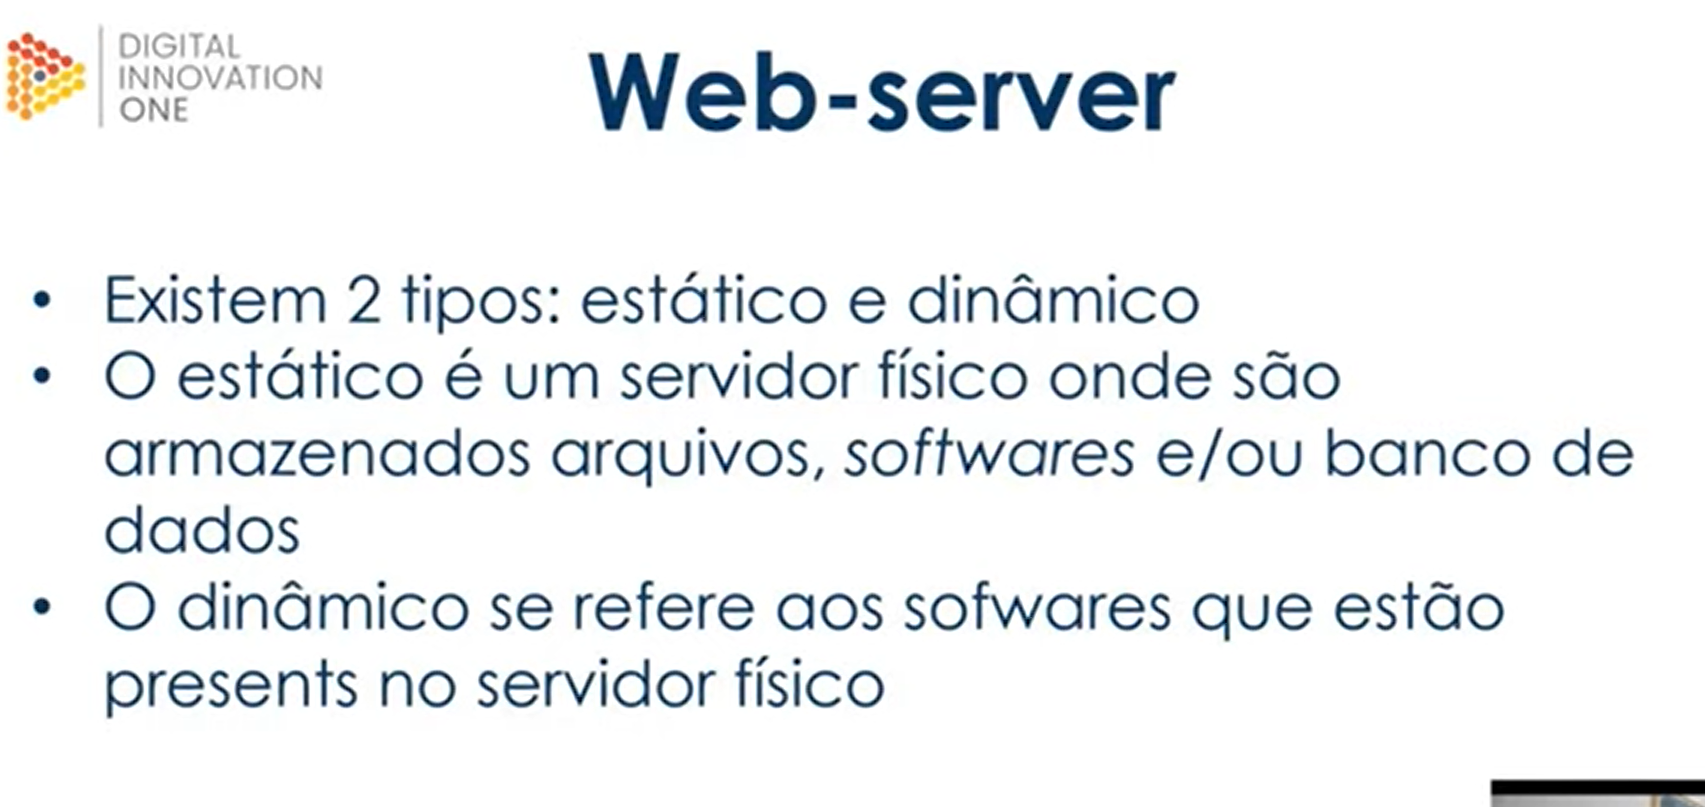 DIGITAL
INNOVATION
ONE
Web-server
• Existem 2 tipos: estático e dinâmico
• O estático é um servidor físico onde são
armazenados arquivos, softwares e/ou banco de
dados
• O dinâmico se refere aos sofwares que estão
presents no servidor físico